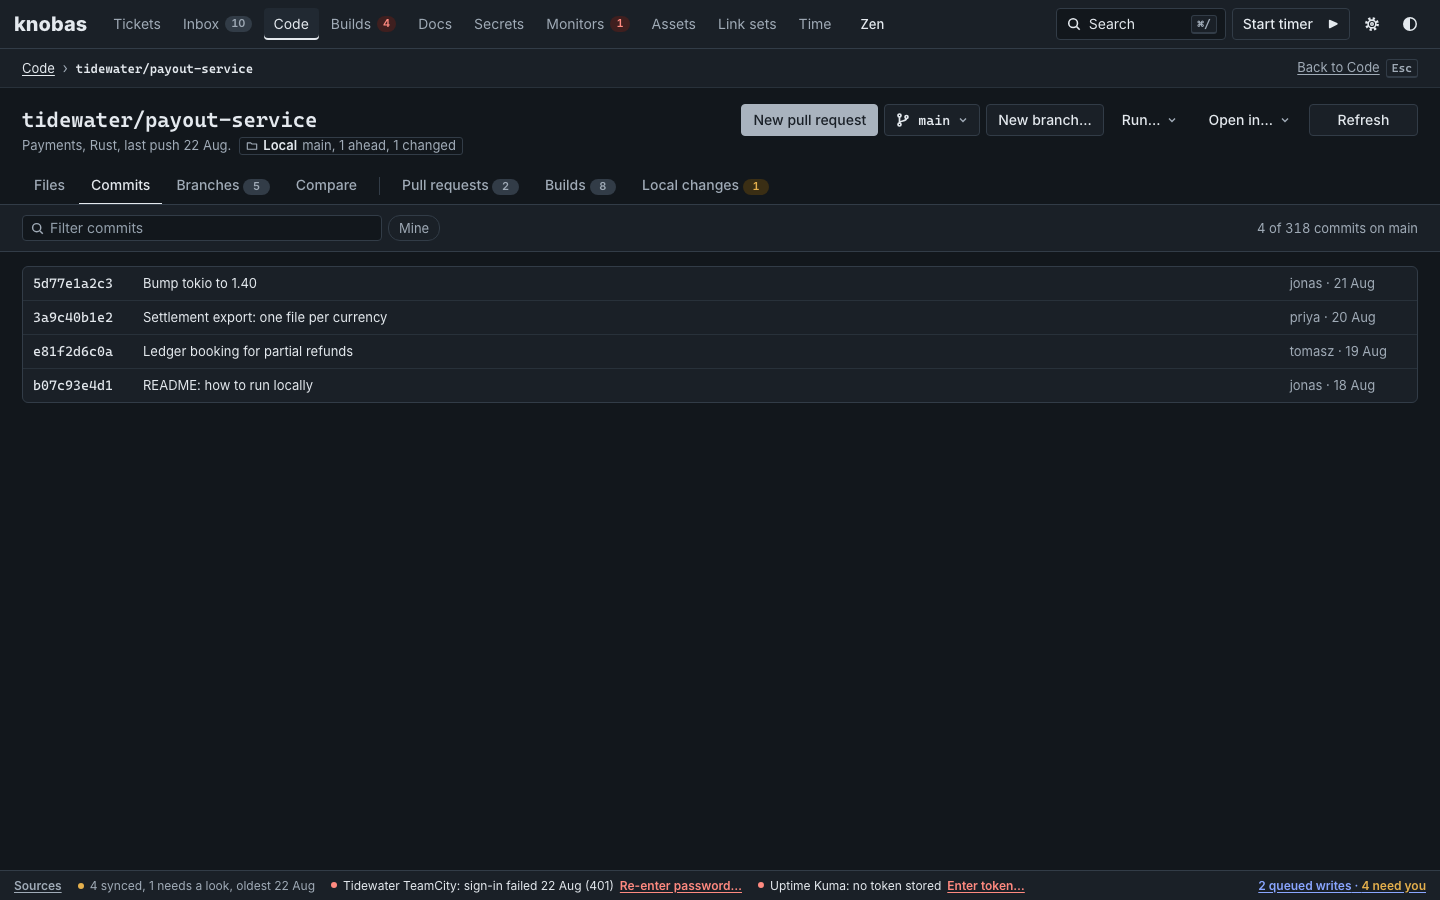 knobas Tickets Inbox 10 Code Builds 4 Docs Secrets Monitors 1 Assets Link sets Time Zen Search ⌘/ Start timer
Code › tidewater/payout-service Back to Code Esc
tidewater/payout-service New pull request main New branch... Run... Open in... Refresh
Payments, Rust, last push 22 Aug. Local main, 1 ahead, 1 changed
Files Commits Branches 5 Compare Pull requests 2 Builds 8 Local changes 1
Filter commits Mine 4 of 318 commits on main
5d77e1a2c3 Bump tokio to 1.40 jonas · 21 Aug
3a9c40b1e2 Settlement export: one file per currency priya · 20 Aug
e81f2d6c0a Ledger booking for partial refunds tomasz · 19 Aug
b07c93e4d1 README: how to run locally jonas · 18 Aug
Sources 4 synced, 1 needs a look, oldest 22 Aug Tidewater TeamCity: sign-in failed 22 Aug (401) Re-enter password... Uptime Kuma: no token stored Enter token... 2 queued writes · 4 need you